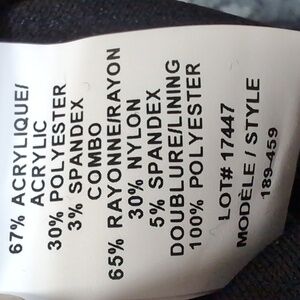 67% ACRYLIQUE/
ACRYLIC
30% POLYESTER
3% SPANDEX
COMBO
65% RAYONNE/RAYON
30% NYLON
5% SPANDEX
DOUBLURE/LINING
100% POLYESTER
LOT# 17447
MODÈLE / STYLE
189-459